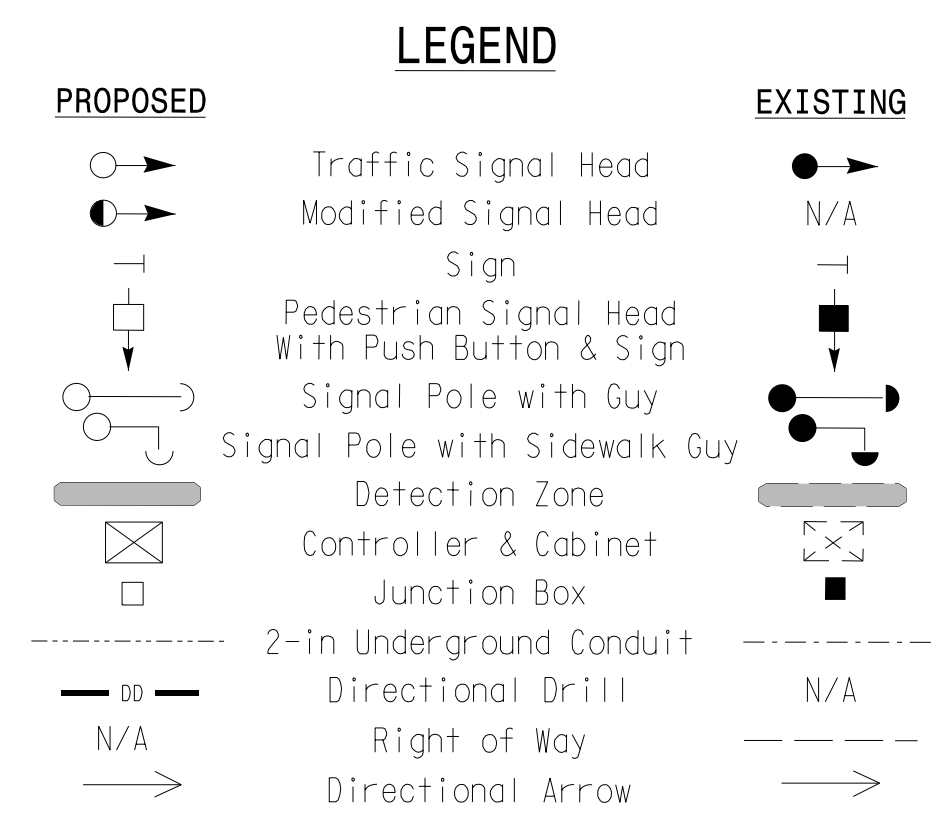 LEGEND
PROPOSED EXISTING
Traffic Signal Head
Modified Signal Head N/A
Sign
Pedestrian Signal Head
With Push Button & Sign
Signal Pole with Guy
Signal Pole with Sidewalk Guy
Detection Zone
Controller & Cabinet
Junction Box
2-in Underground Conduit
DD Directional Drill N/A
N/A Right of Way
Directional Arrow